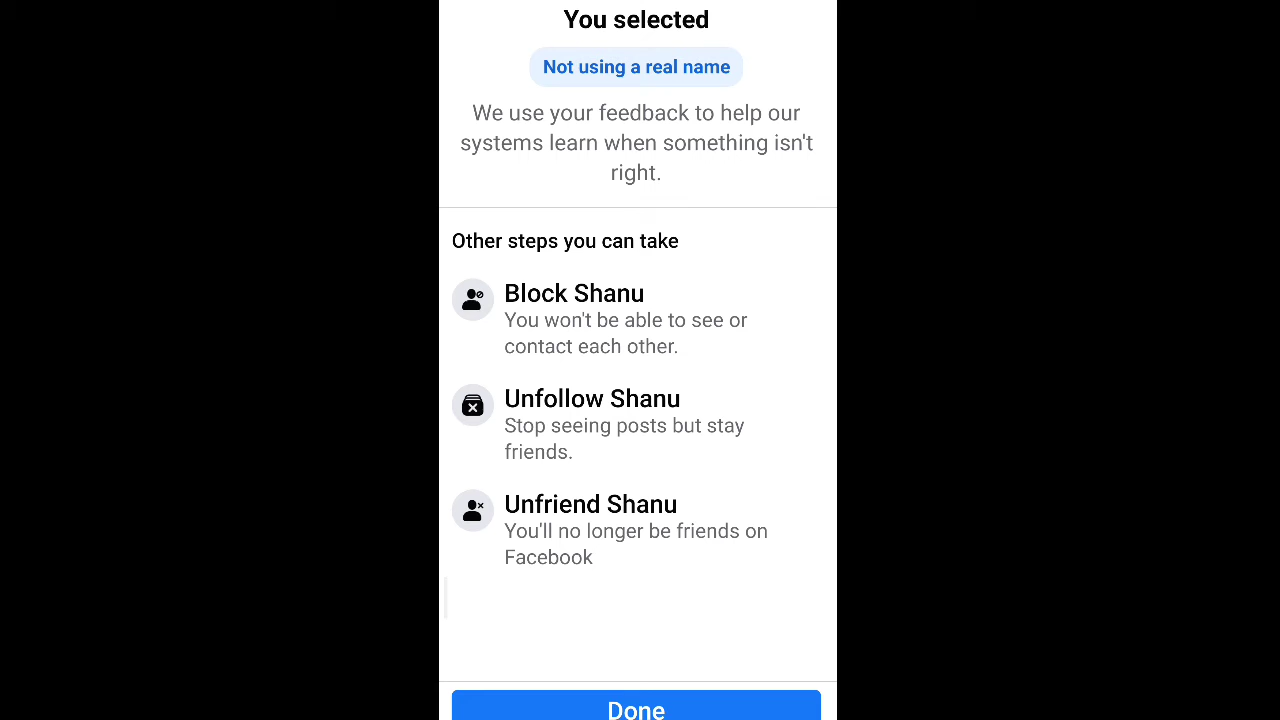 You selected
Not using a real name
We use your feedback to help our
systems learn when something isn't
right.
Other steps you can take
Block Shanu
You won't be able to see or
contact each other.
Unfollow Shanu
Stop seeing posts but stay
friends.
Unfriend Shanu
You'll no longer be friends on
Facebook
Done